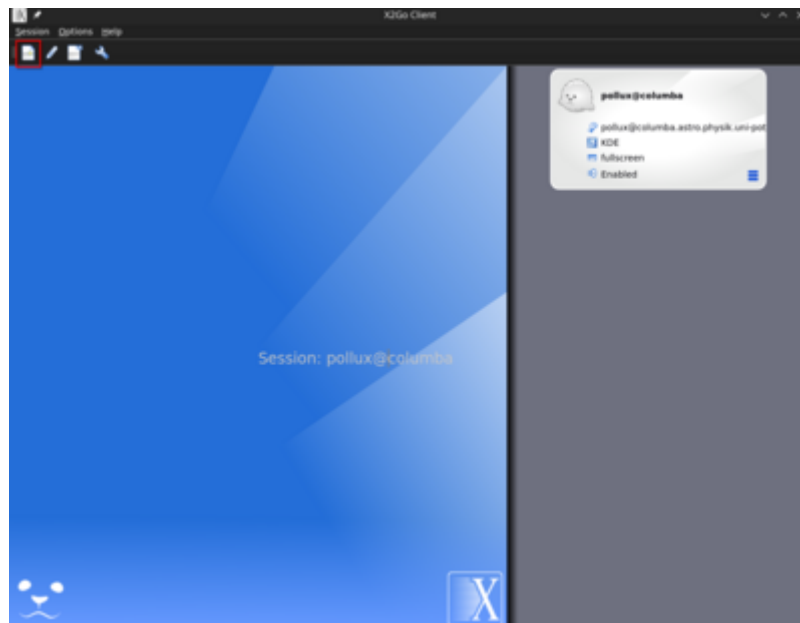 X2Go Client
Session Options Help
pollux@columba
pollux@columba.astro.physik.uni-pot
KDE
fullscreen
Enabled
Session: pollux@columba
X